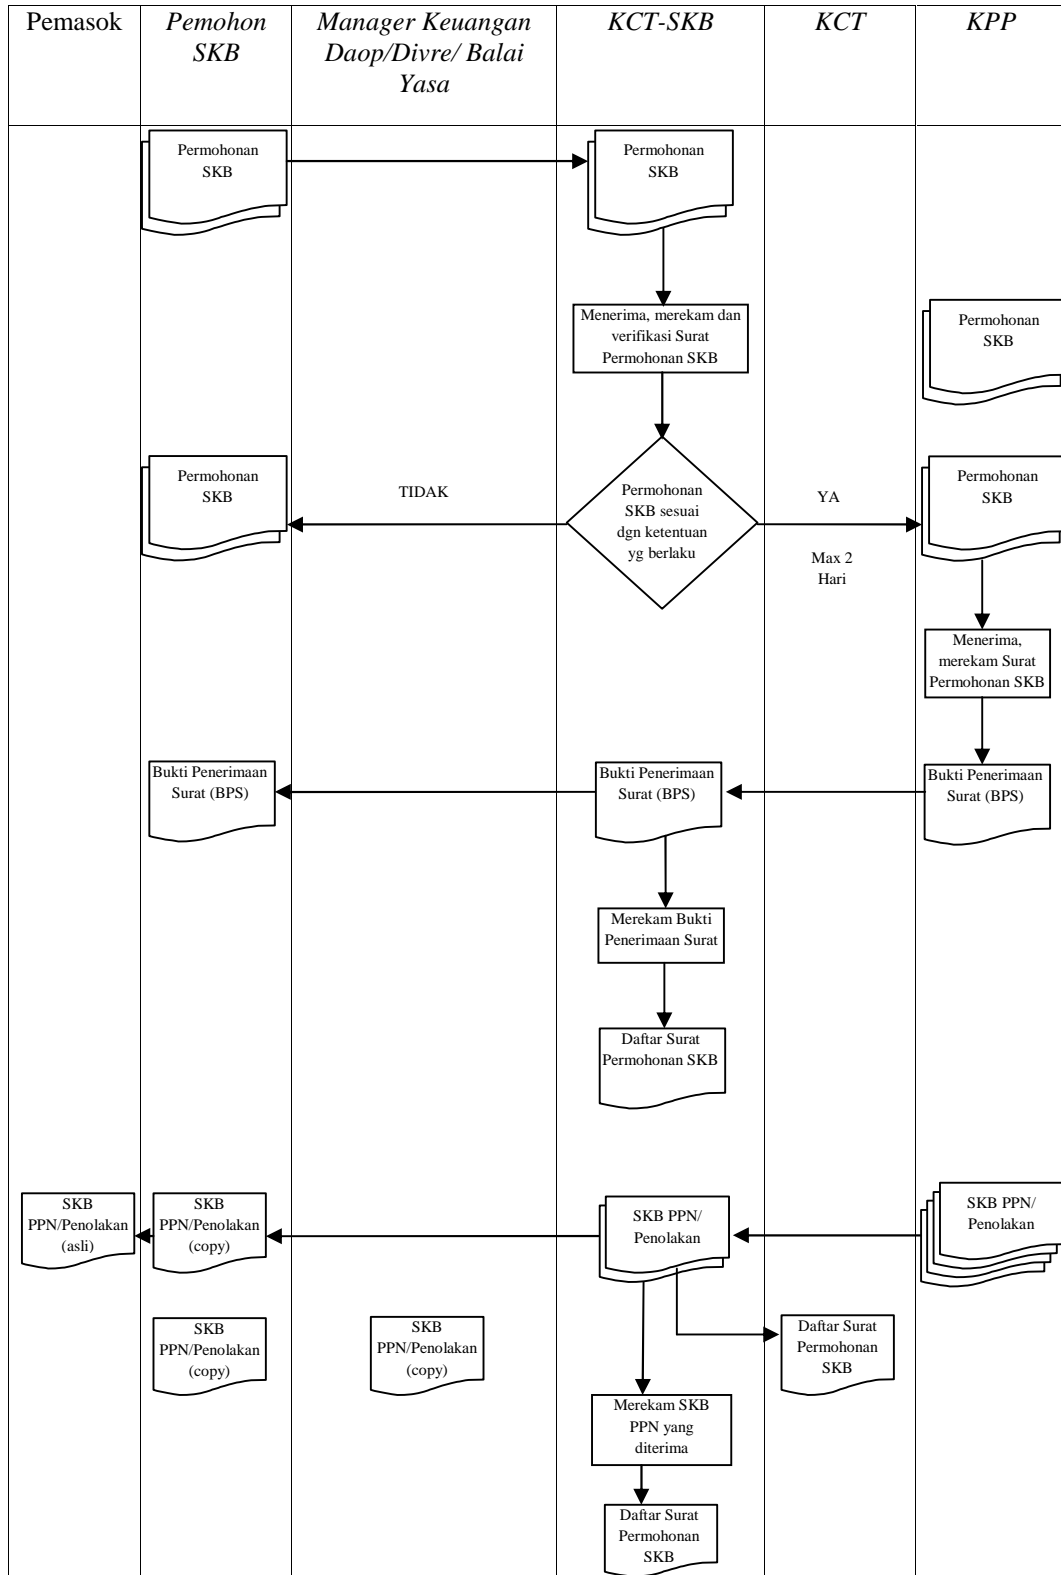 Pemasok
Pemohon
SKB
Manager Keuangan
Daop/Divre/ Balai
Yasa
KCT-SKB
KCT
KPP
Permohonan
SKB
Permohonan
SKB
Menerima, merekam dan
verifikasi Surat
Permohonan SKB
Permohonan
SKB
Permohonan
SKB
TIDAK
Permohonan
SKB sesuai
dgn ketentuan
yg berlaku
YA
Max 2
Hari
Permohonan
SKB
Menerima,
merekam Surat
Permohonan SKB
Bukti Penerimaan
Surat (BPS)
Bukti Penerimaan
Surat (BPS)
Bukti Penerimaan
Surat (BPS)
Merekam Bukti
Penerimaan Surat
Daftar Surat
Permohonan SKB
SKB
PPN/Penolakan
(asli)
SKB
PPN/Penolakan
(copy)
SKB PPN/
Penolakan
SKB PPN/
Penolakan
SKB
PPN/Penolakan
(copy)
SKB
PPN/Penolakan
(copy)
Daftar Surat
Permohonan
SKB
Merekam SKB
PPN yang
diterima
Daftar Surat
Permohonan
SKB